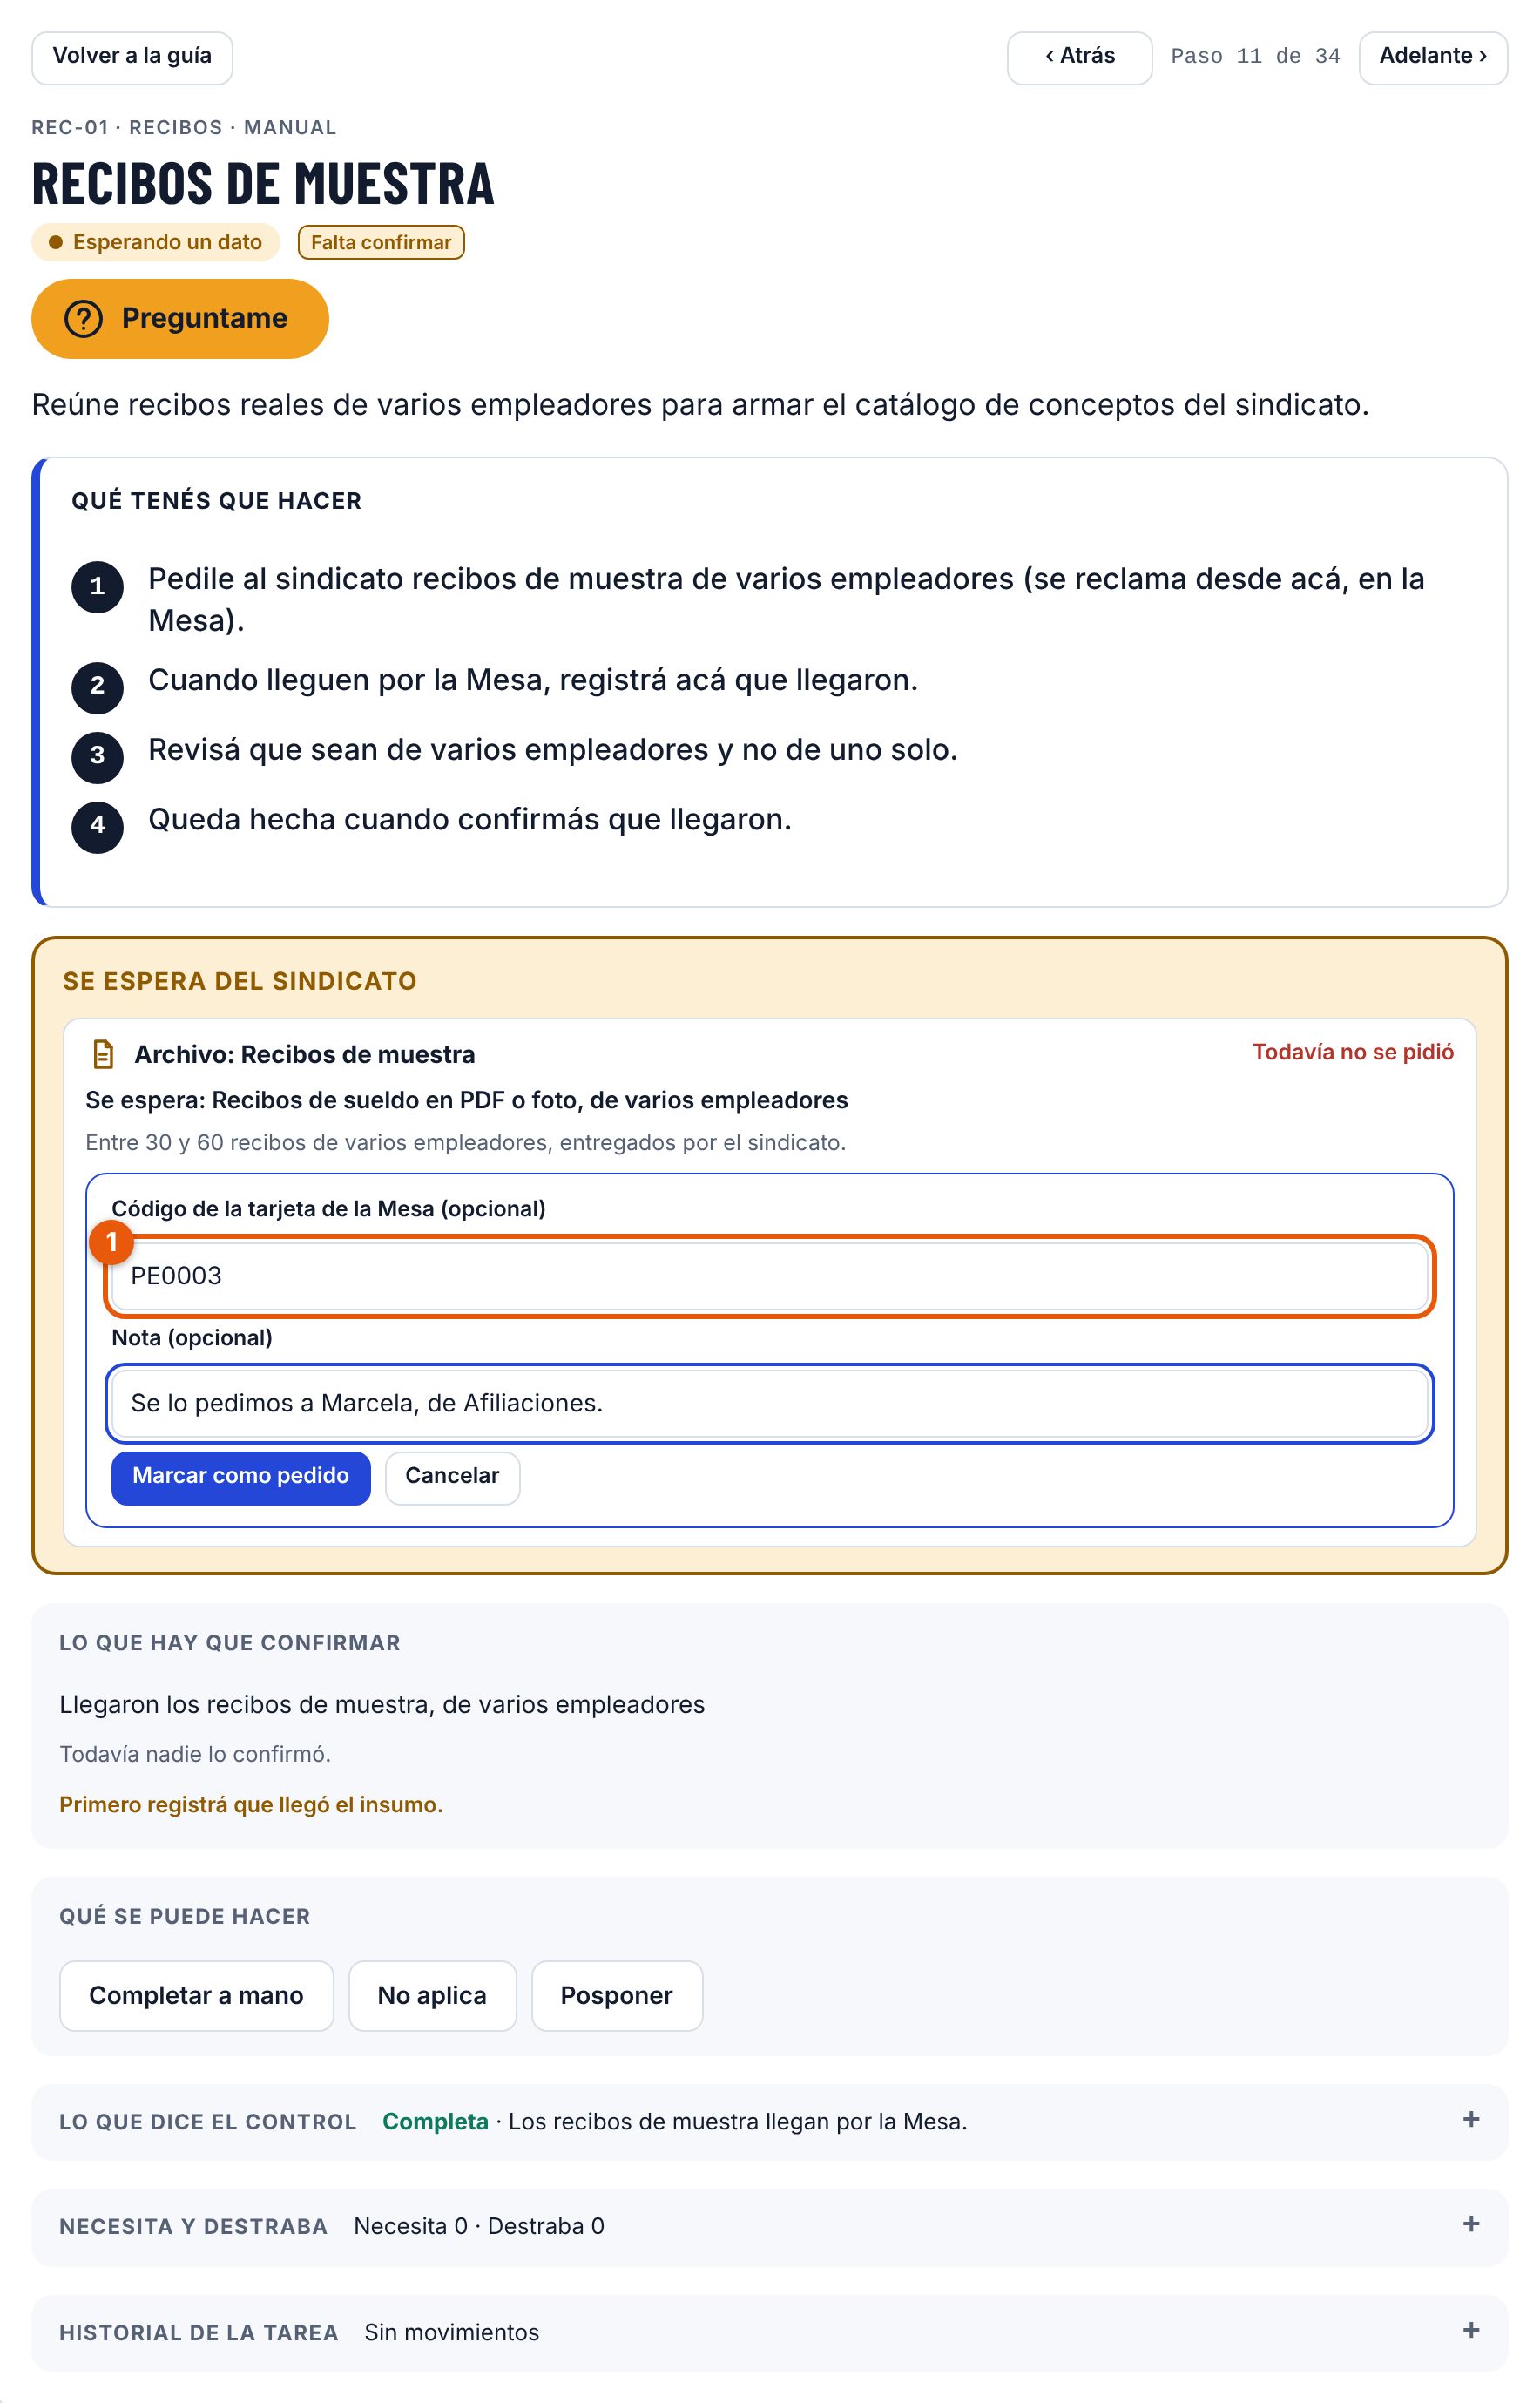 Volver a la guía
‹ Atrás
Paso 11 de 34
Adelante ›
REC-01 · RECIBOS · MANUAL
RECIBOS DE MUESTRA
Esperando un dato
Falta confirmar
Preguntame
Reúne recibos reales de varios empleadores para armar el catálogo de conceptos del sindicato.
QUÉ TENÉS QUE HACER
1 Pedile al sindicato recibos de muestra de varios empleadores (se reclama desde acá, en la
Mesa).
2 Cuando lleguen por la Mesa, registrá acá que llegaron.
3 Revisá que sean de varios empleadores y no de uno solo.
4 Queda hecha cuando confirmás que llegaron.
SE ESPERA DEL SINDICATO
Archivo: Recibos de muestra
Todavía no se pidió
Se espera: Recibos de sueldo en PDF o foto, de varios empleadores
Entre 30 y 60 recibos de varios empleadores, entregados por el sindicato.
Código de la tarjeta de la Mesa (opcional)
1
PE0003
Nota (opcional)
Se lo pedimos a Marcela, de Afiliaciones.
Marcar como pedido
Cancelar
LO QUE HAY QUE CONFIRMAR
Llegaron los recibos de muestra, de varios empleadores
Todavía nadie lo confirmó.
Primero registrá que llegó el insumo.
QUÉ SE PUEDE HACER
Completar a mano
No aplica
Posponer
LO QUE DICE EL CONTROL Completa · Los recibos de muestra llegan por la Mesa. +
NECESITA Y DESTRABA Necesita 0 · Destraba 0 +
HISTORIAL DE LA TAREA Sin movimientos +